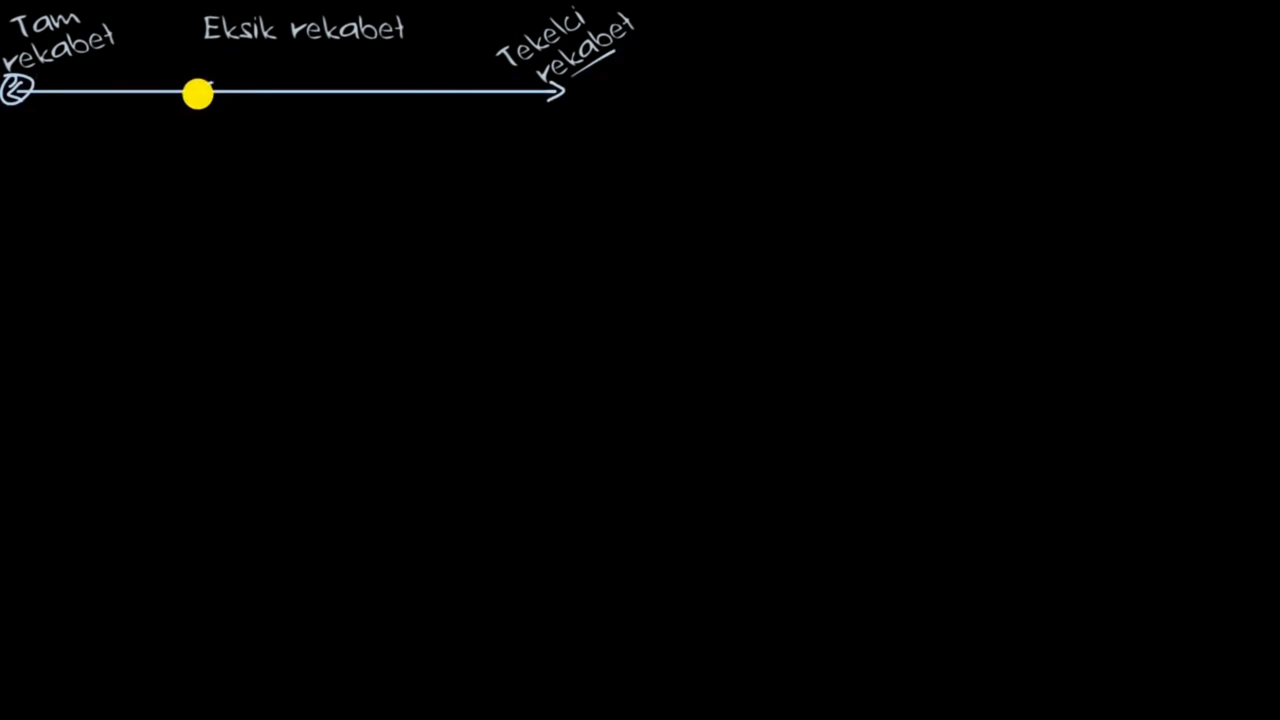 Tam
rekabet
Eksik rekabet
Tekelci
rekabet